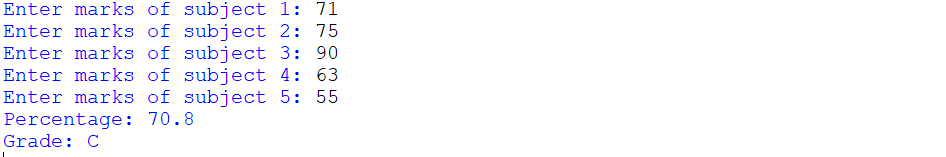 Enter marks of subject 1: 71
Enter marks of subject 2: 75
Enter marks of subject 3: 90
Enter marks of subject 4: 63
Enter marks of subject 5: 55
Percentage: 70.8
Grade: C